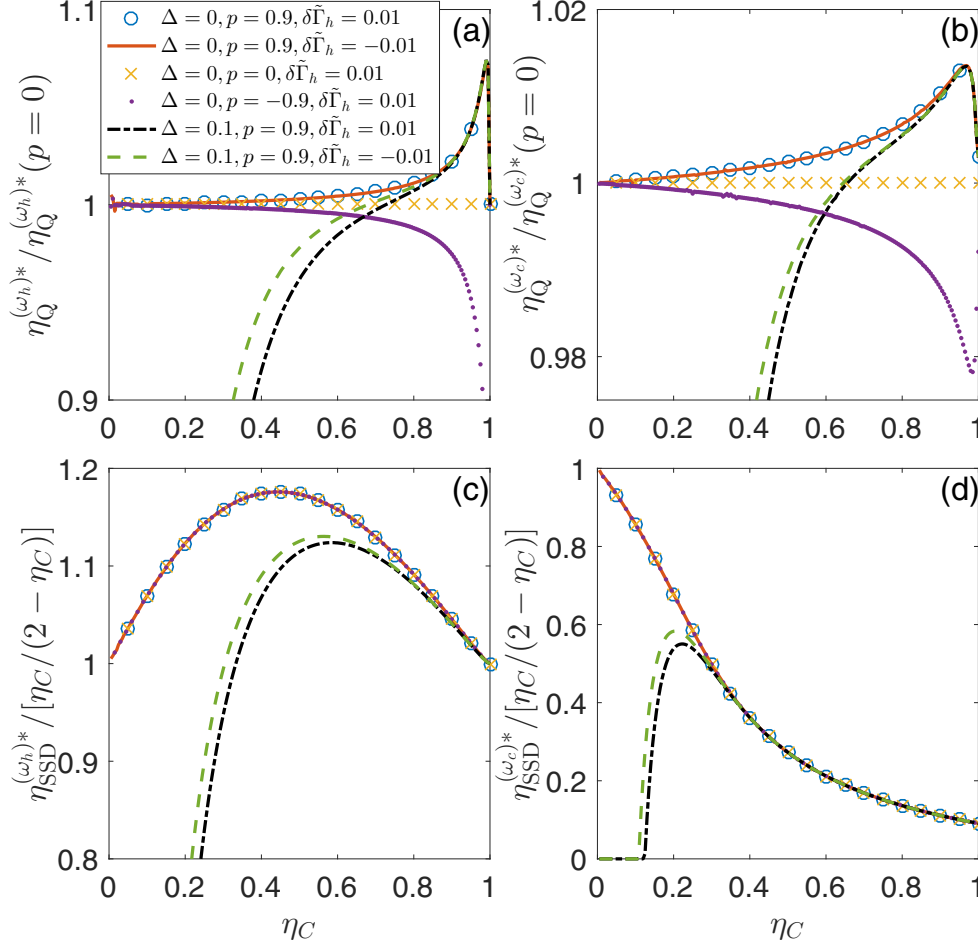 1.1
(a)
Δ = 0, p = 0.9, δΓ̃_h = 0.01
Δ = 0, p = 0.9, δΓ̃_h = −0.01
Δ = 0, p = 0, δΓ̃_h = 0.01
Δ = 0, p = −0.9, δΓ̃_h = 0.01
Δ = 0.1, p = 0.9, δΓ̃_h = 0.01
Δ = 0.1, p = 0.9, δΓ̃_h = −0.01
1
0.9
0 0.2 0.4 0.6 0.8 1
η_Q^{(ω_h)*}/η_Q^{(ω_h)*}(p = 0)
1.02
(b)
1
0.98
0 0.2 0.4 0.6 0.8 1
η_Q^{(ω_c)*}/η_Q^{(ω_c)*}(p = 0)
1.2
(c)
1.1
1
0.9
0.8
0 0.2 0.4 0.6 0.8 1
η_SSD^{(ω_h)*}/[η_C/(2 − η_C)]
η_C
1
(d)
0.8
0.6
0.4
0.2
0
0 0.2 0.4 0.6 0.8 1
η_SSD^{(ω_c)*}/[η_C/(2 − η_C)]
η_C